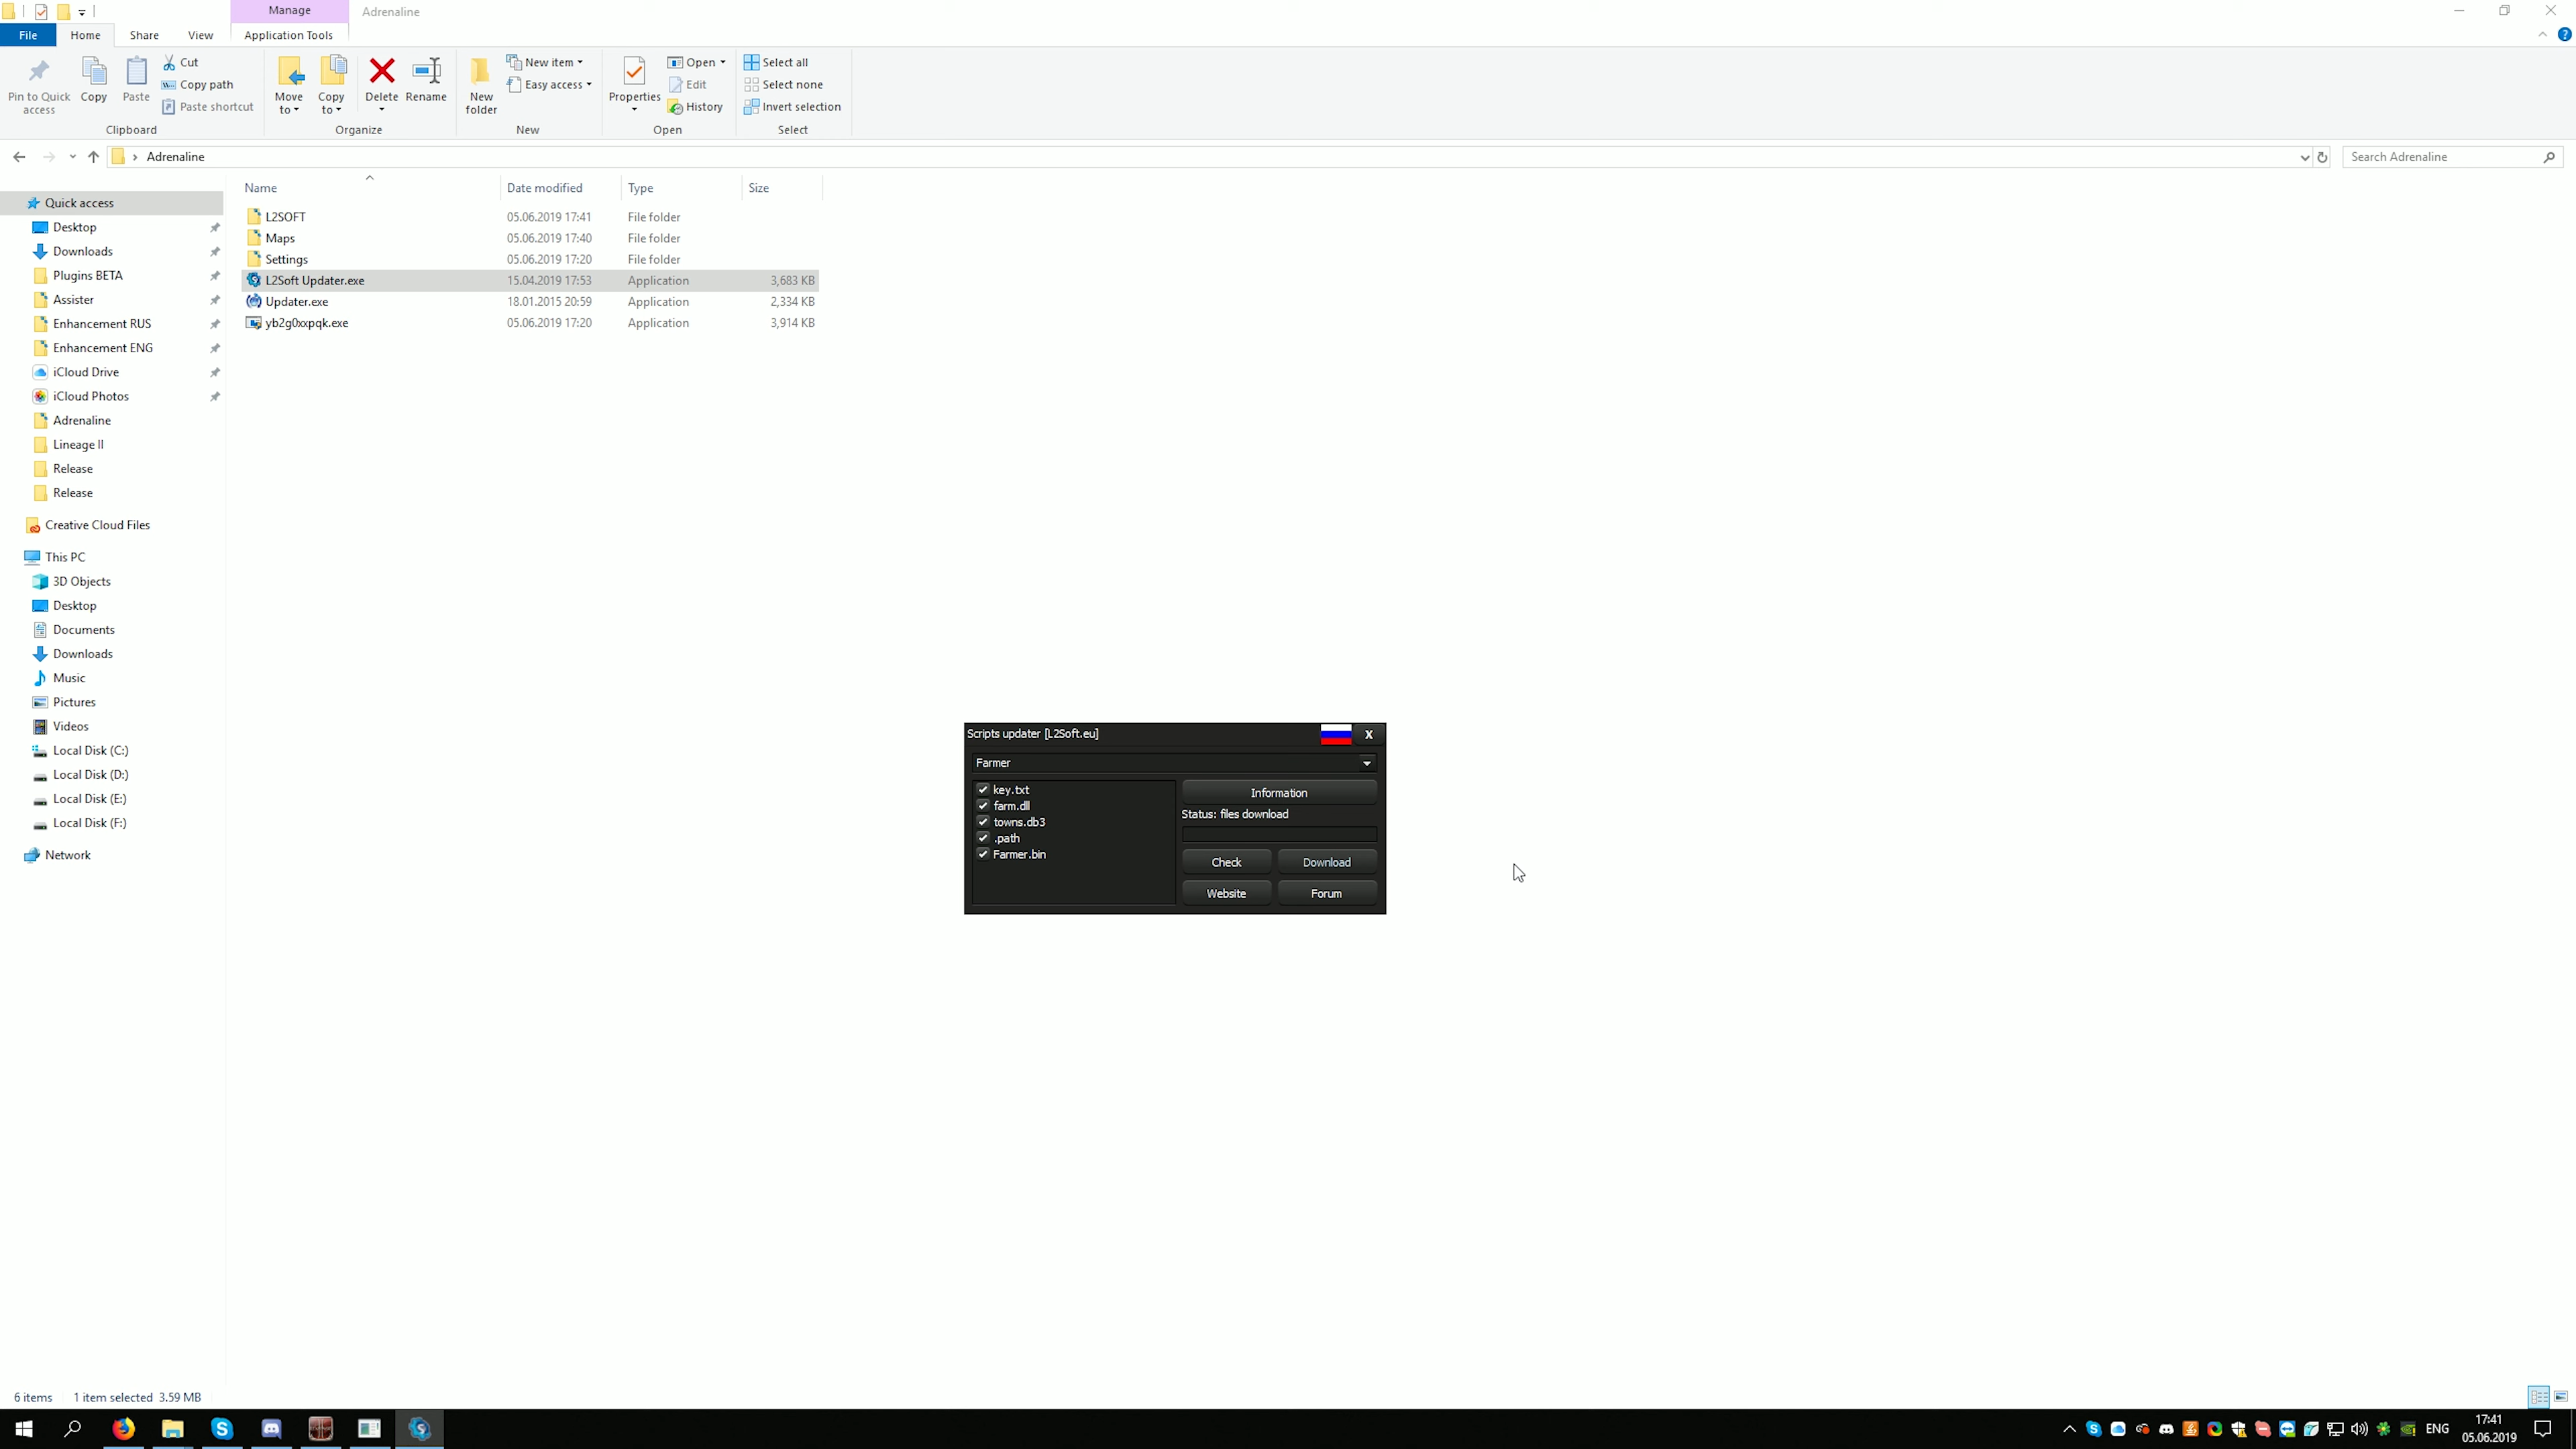 Manage
Adrenaline
File
Home
Share
View
Application Tools
Pin to Quick
access
Copy
Paste
Cut
Copy path
Paste shortcut
Clipboard
Move
to
Copy
to
Delete
Rename
Organize
New
folder
New item
Easy access
New
Properties
Open
Edit
History
Open
Select all
Select none
Invert selection
Select
Adrenaline
Search Adrenaline
Name
Date modified
Type
Size
L2SOFT 05.06.2019 17:41 File folder
Maps 05.06.2019 17:40 File folder
Settings 05.06.2019 17:20 File folder
L2Soft Updater.exe 15.04.2019 17:53 Application 3,683 KB
Updater.exe 18.01.2015 20:59 Application 2,334 KB
yb2g0xxpqk.exe 05.06.2019 17:20 Application 3,914 KB
Quick access
Desktop
Downloads
Plugins BETA
Assister
Enhancement RUS
Enhancement ENG
iCloud Drive
iCloud Photos
Adrenaline
Lineage II
Release
Release
Creative Cloud Files
This PC
3D Objects
Desktop
Documents
Downloads
Music
Pictures
Videos
Local Disk (C:)
Local Disk (D:)
Local Disk (E:)
Local Disk (F:)
Network
Scripts updater [L2Soft.eu]
X
Farmer
key.txt
farm.dll
towns.db3
.path
Farmer.bin
Information
Status: files download
Check
Download
Website
Forum
6 items 1 item selected 3.59 MB
ENG
17:41
05.06.2019